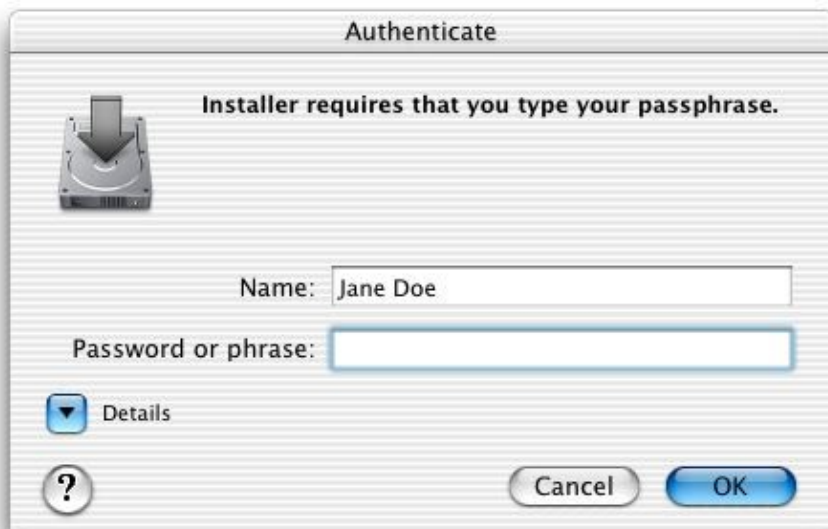 Authenticate
Installer requires that you type your passphrase.
Name: Jane Doe
Password or phrase:
Details
?
Cancel OK